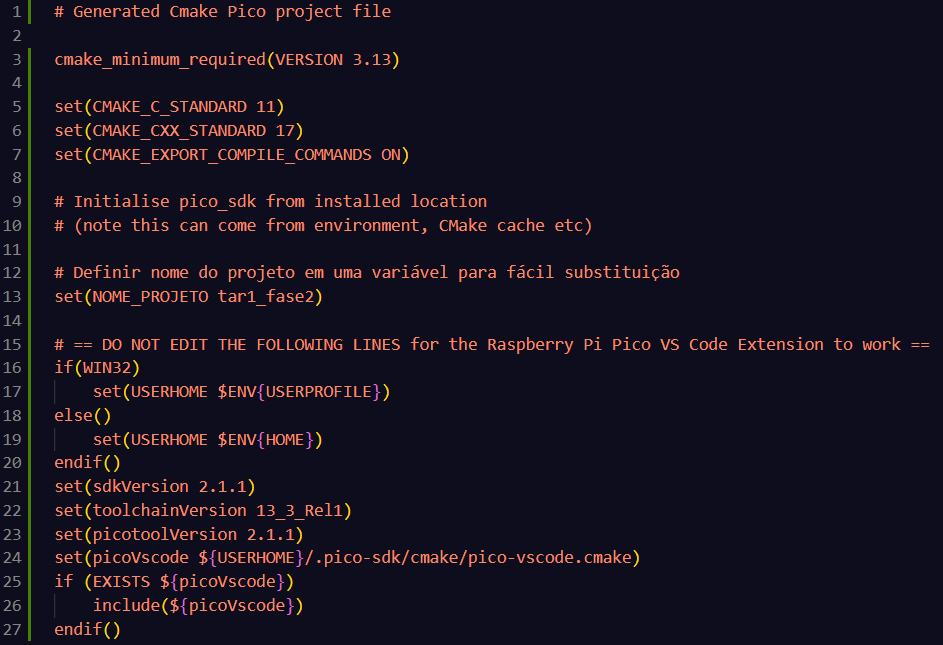 1 # Generated Cmake Pico project file
2
3 cmake_minimum_required(VERSION 3.13)
4
5 set(CMAKE_C_STANDARD 11)
6 set(CMAKE_CXX_STANDARD 17)
7 set(CMAKE_EXPORT_COMPILE_COMMANDS ON)
8
9 # Initialise pico_sdk from installed location
10 # (note this can come from environment, CMake cache etc)
11
12 # Definir nome do projeto em uma variável para fácil substituição
13 set(NOME_PROJETO tar1_fase2)
14
15 # == DO NOT EDIT THE FOLLOWING LINES for the Raspberry Pi Pico VS Code Extension to work ==
16 if(WIN32)
17     set(USERHOME $ENV{USERPROFILE})
18 else()
19     set(USERHOME $ENV{HOME})
20 endif()
21 set(sdkVersion 2.1.1)
22 set(toolchainVersion 13_3_Rel1)
23 set(picotoolVersion 2.1.1)
24 set(picoVscode ${USERHOME}/.pico-sdk/cmake/pico-vscode.cmake)
25 if (EXISTS ${picoVscode})
26     include(${picoVscode})
27 endif()